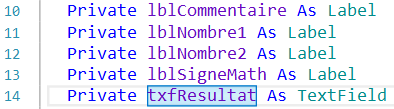 10 Private lblCommentaire As Label
11 Private lblNombre1 As Label
12 Private lblNombre2 As Label
13 Private lblSigneMath As Label
14 Private txfResultat As TextField